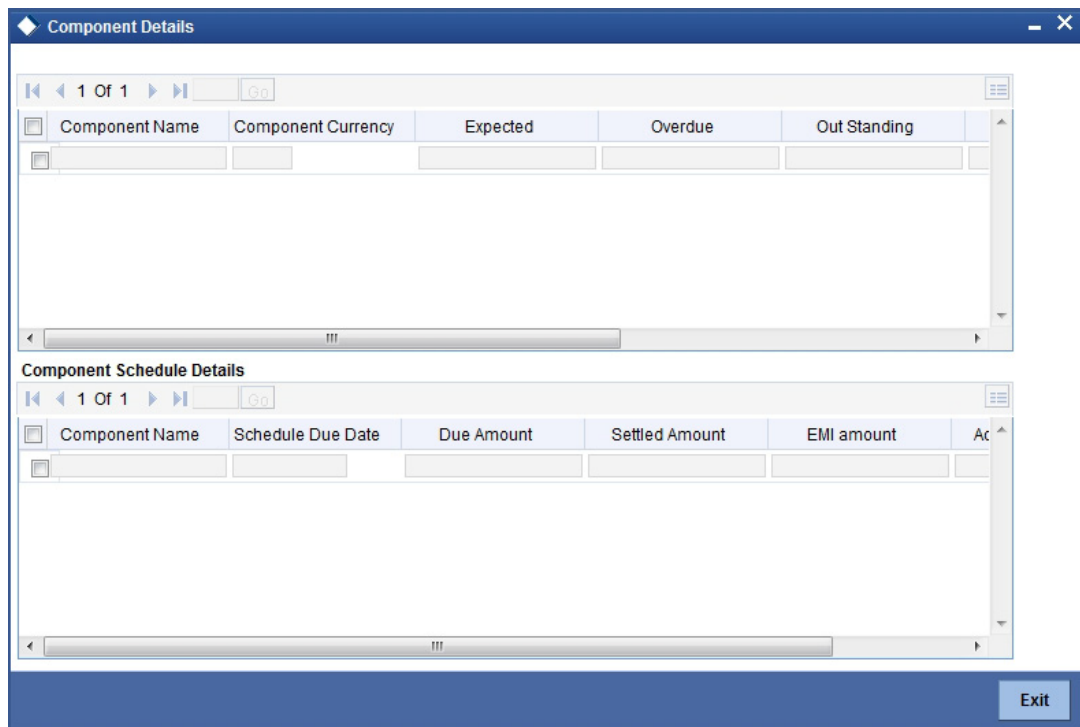 Component Details
1 Of 1 Go
Component Name Component Currency Expected Overdue Out Standing
Component Schedule Details
1 Of 1 Go
Component Name Schedule Due Date Due Amount Settled Amount EMI amount
Exit